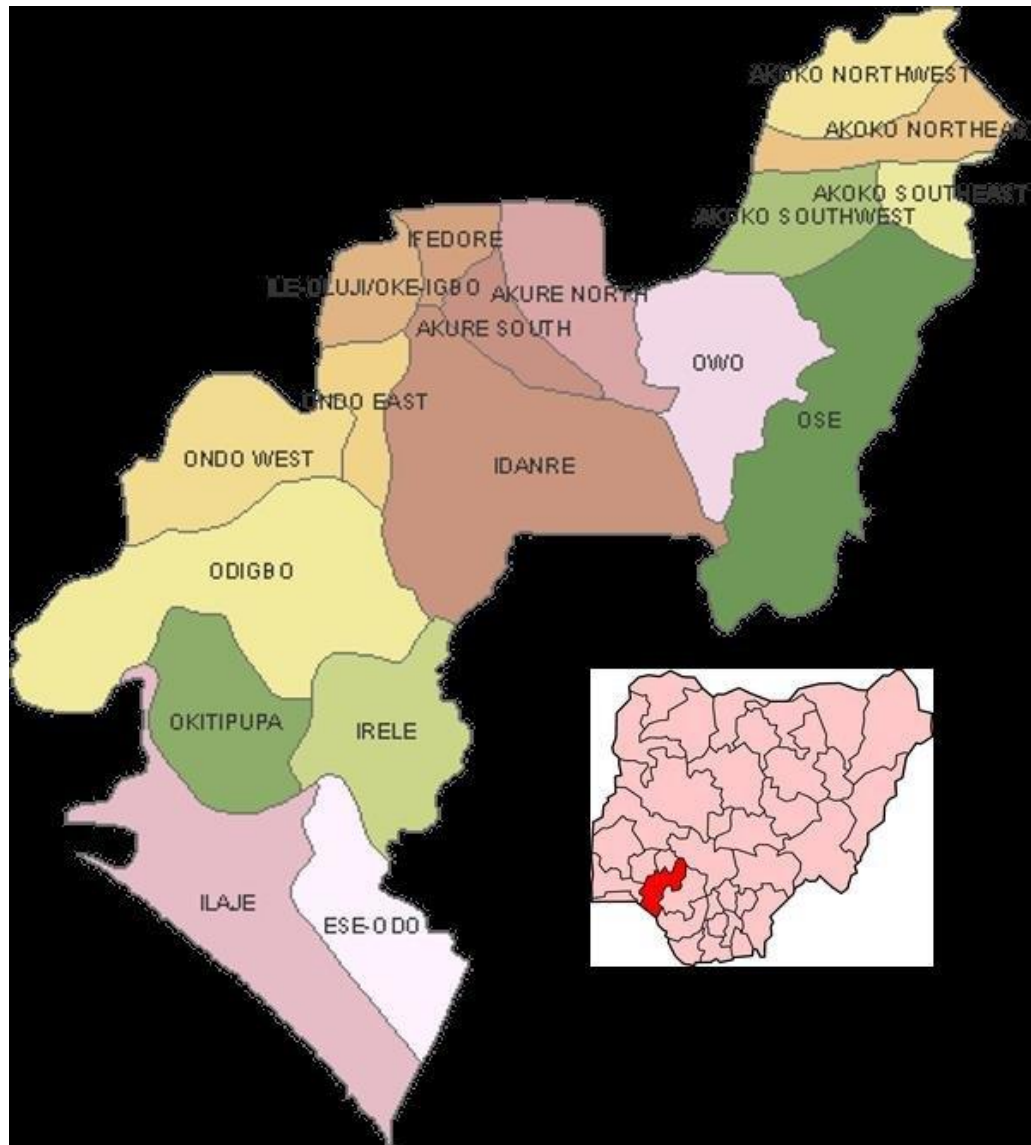 AKOKO NORTHWEST
AKOKO NORTHEAST
AKOKO SOUTHEAST
AKOKO SOUTHWEST
IFEDORE
ILE-OLUJI/OKE-IGBO
AKURE NORTH
AKURE SOUTH
OWO
ONDO EAST
OSE
ONDO WEST
IDANRE
ODIGBO
OKITIPUPA
IRELE
ILAJE
ESE-ODO